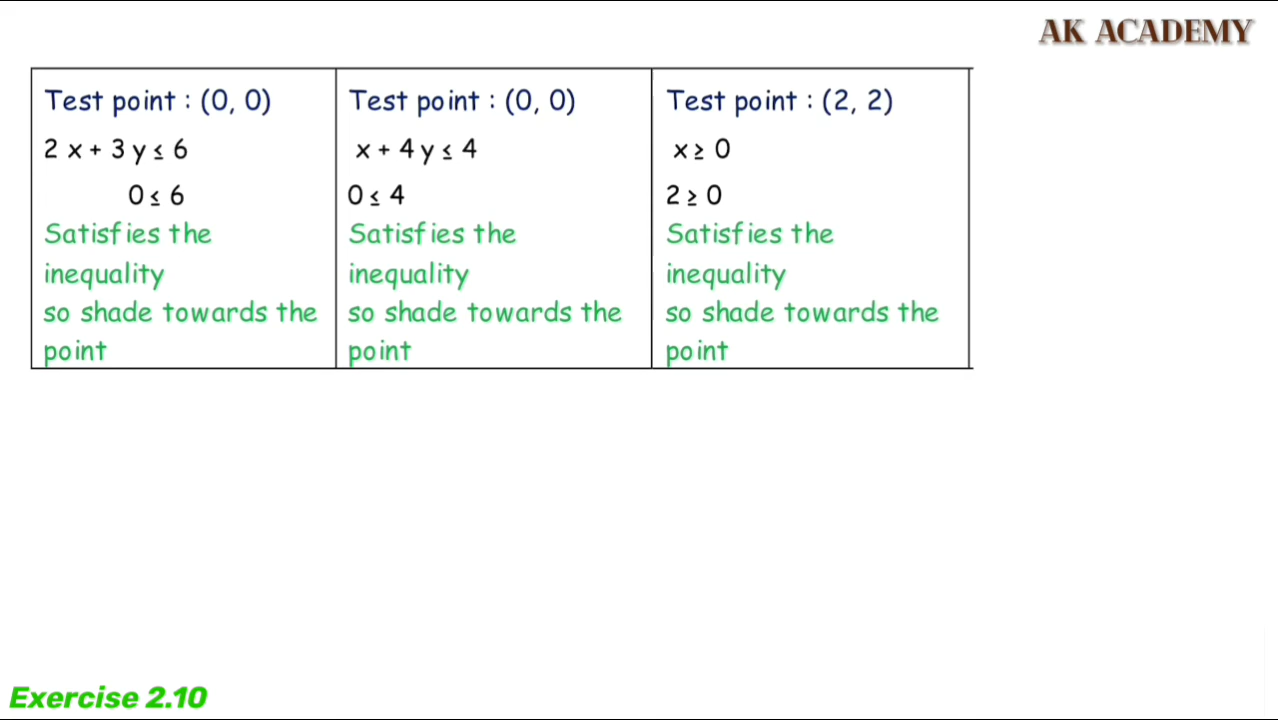 AK ACADEMY
Test point : (0, 0)
2 x + 3 y ≤ 6
0 ≤ 6
Satisfies the
inequality
so shade towards the
point
Test point : (0, 0)
x + 4 y ≤ 4
0 ≤ 4
Satisfies the
inequality
so shade towards the
point
Test point : (2, 2)
x ≥ 0
2 ≥ 0
Satisfies the
inequality
so shade towards the
point
Exercise 2.10